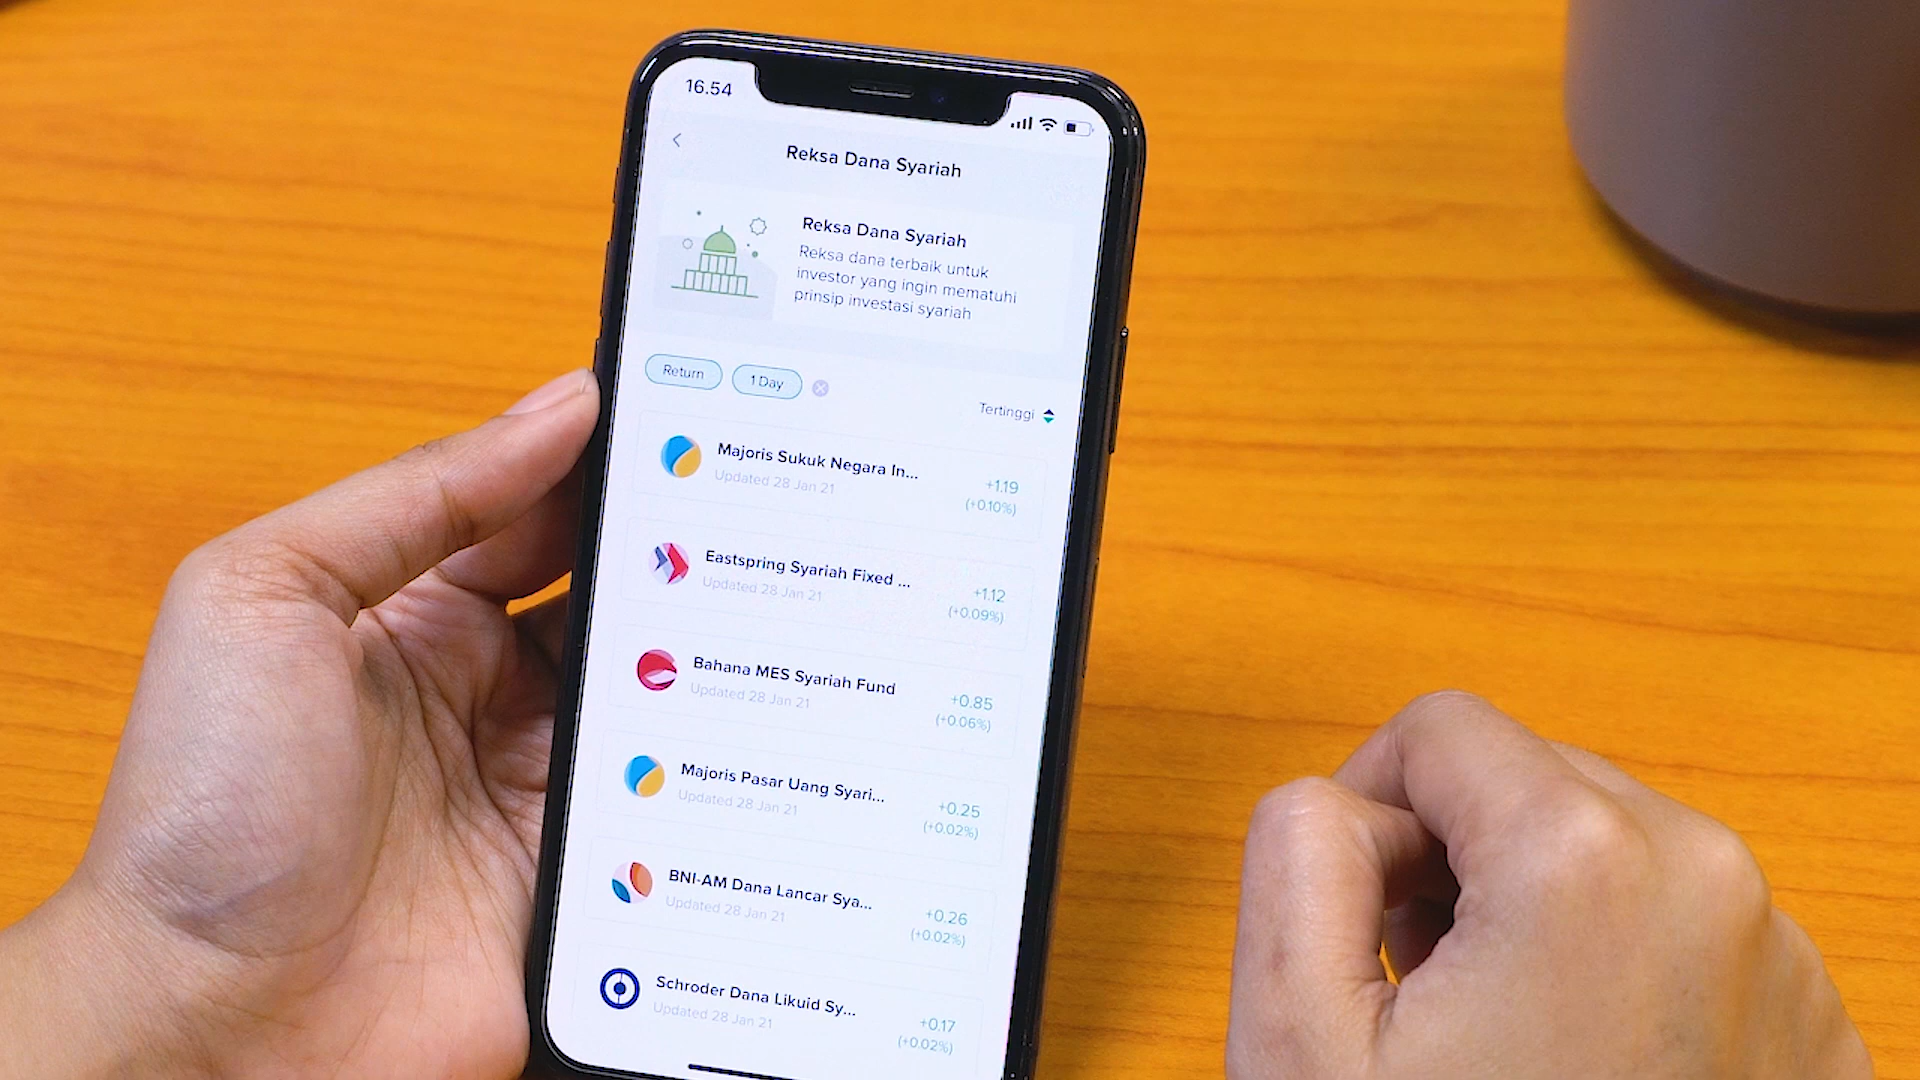 16.54
Reksa Dana Syariah
Reksa Dana Syariah
Reksa dana terbaik untuk
investor yang ingin mematuhi
prinsip investasi syariah
Return
1 Day
Tertinggi
Majoris Sukuk Negara In...
Updated 28 Jan 21
+1.19
(+0.10%)
Eastspring Syariah Fixed ...
Updated 28 Jan 21
+1.12
(+0.09%)
Bahana MES Syariah Fund
Updated 28 Jan 21
+0.85
(+0.06%)
Majoris Pasar Uang Syari...
Updated 28 Jan 21
+0.25
(+0.02%)
BNI-AM Dana Lancar Sya...
Updated 28 Jan 21
+0.26
(+0.02%)
Schroder Dana Likuid Sy...
Updated 28 Jan 21
+0.17
(+0.02%)